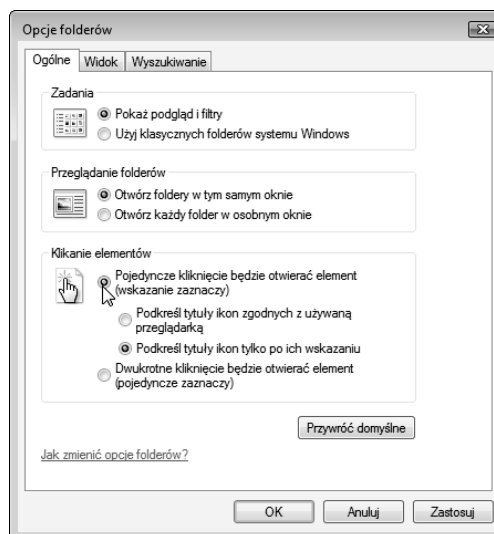 Opcje folderów
Ogólne Widok Wyszukiwanie
Zadania
Pokaż podgląd i filtry
Użyj klasycznych folderów systemu Windows
Przeglądanie folderów
Otwórz foldery w tym samym oknie
Otwórz każdy folder w osobnym oknie
Klikanie elementów
Pojedyncze kliknięcie będzie otwierać element
(wskazanie zaznaczy)
Podkreśl tytuły ikon zgodnych z używaną
przeglądarką
Podkreśl tytuły ikon tylko po ich wskazaniu
Dwukrotne kliknięcie będzie otwierać element
(pojedyncze zaznaczy)
Przywróć domyślne
Jak zmienić opcje folderów?
OK Anuluj Zastosuj